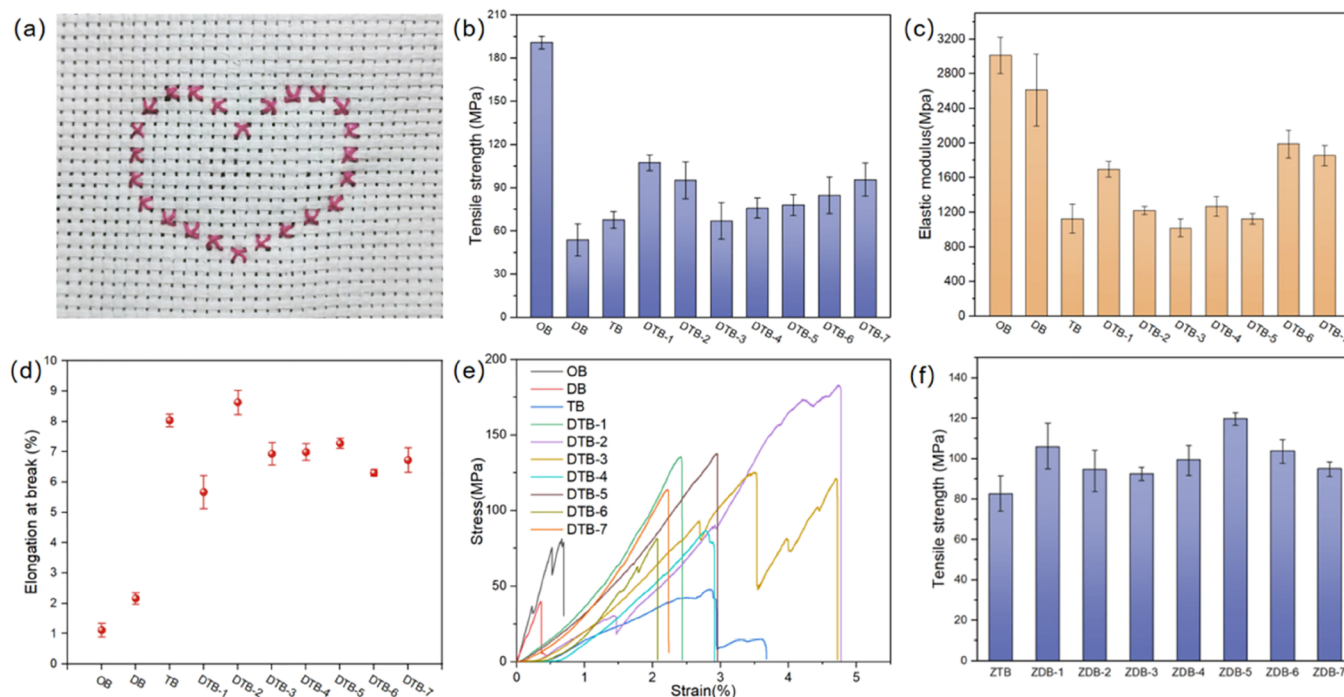 (a)
(b)
Tensile strength (MPa)
210
180
150
120
90
60
30
0
OB
DB
TB
DTB-1
DTB-2
DTB-3
DTB-4
DTB-5
DTB-6
DTB-7
(c)
Elastic modulus(Mpa)
3200
2800
2400
2000
1600
1200
800
400
0
OB
DB
TB
DTB-1
DTB-2
DTB-3
DTB-4
DTB-5
DTB-6
(d)
Elongation at break (%)
10
9
8
7
6
5
4
3
2
1
0
OB
DB
TB
DTB-1
DTB-2
DTB-3
DTB-4
DTB-5
DTB-6
DTB-7
(e)
Stress(MPa)
200
150
100
50
0
OB
DB
TB
DTB-1
DTB-2
DTB-3
DTB-4
DTB-5
DTB-6
DTB-7
0
1
2
3
4
5
Strain(%)
(f)
Tensile strength (MPa)
140
120
100
80
60
40
20
0
ZTB
ZDB-1
ZDB-2
ZDB-3
ZDB-4
ZDB-5
ZDB-6
ZDB-7